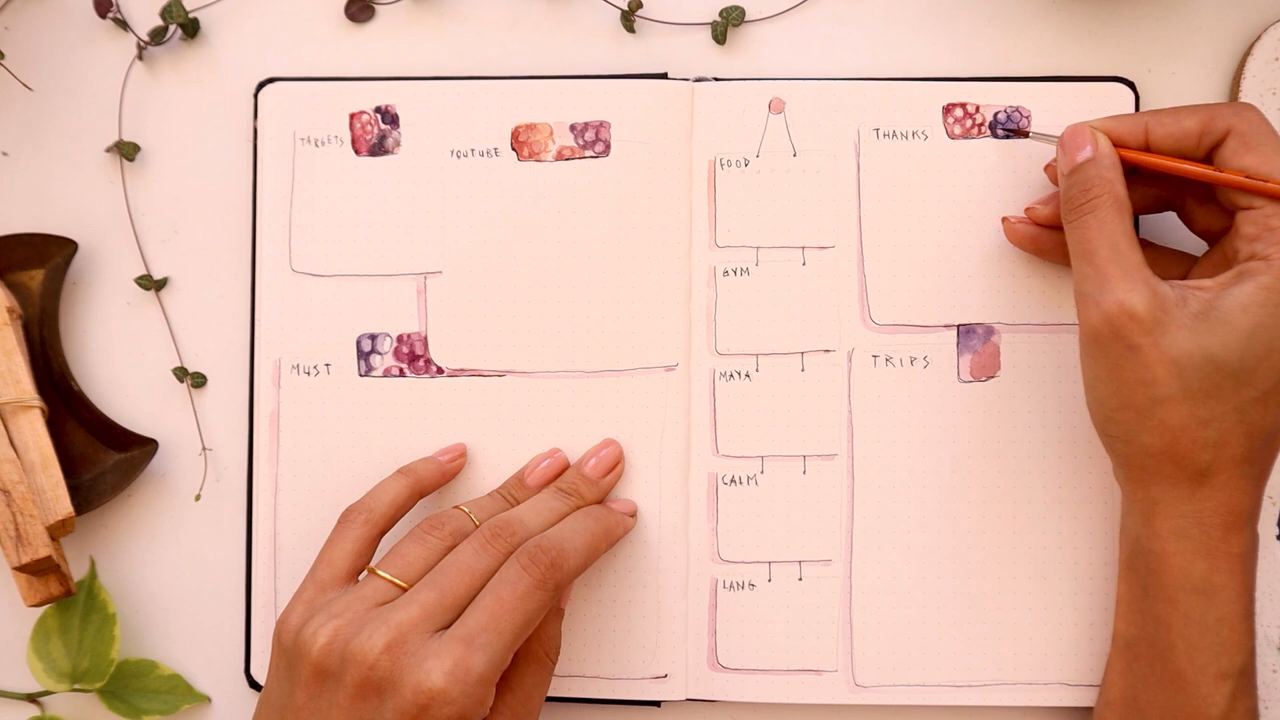 TARGETS
YOUTUBE
MUST
FOOD
GYM
MAYA
CALM
LANG
THANKS
TRIPS